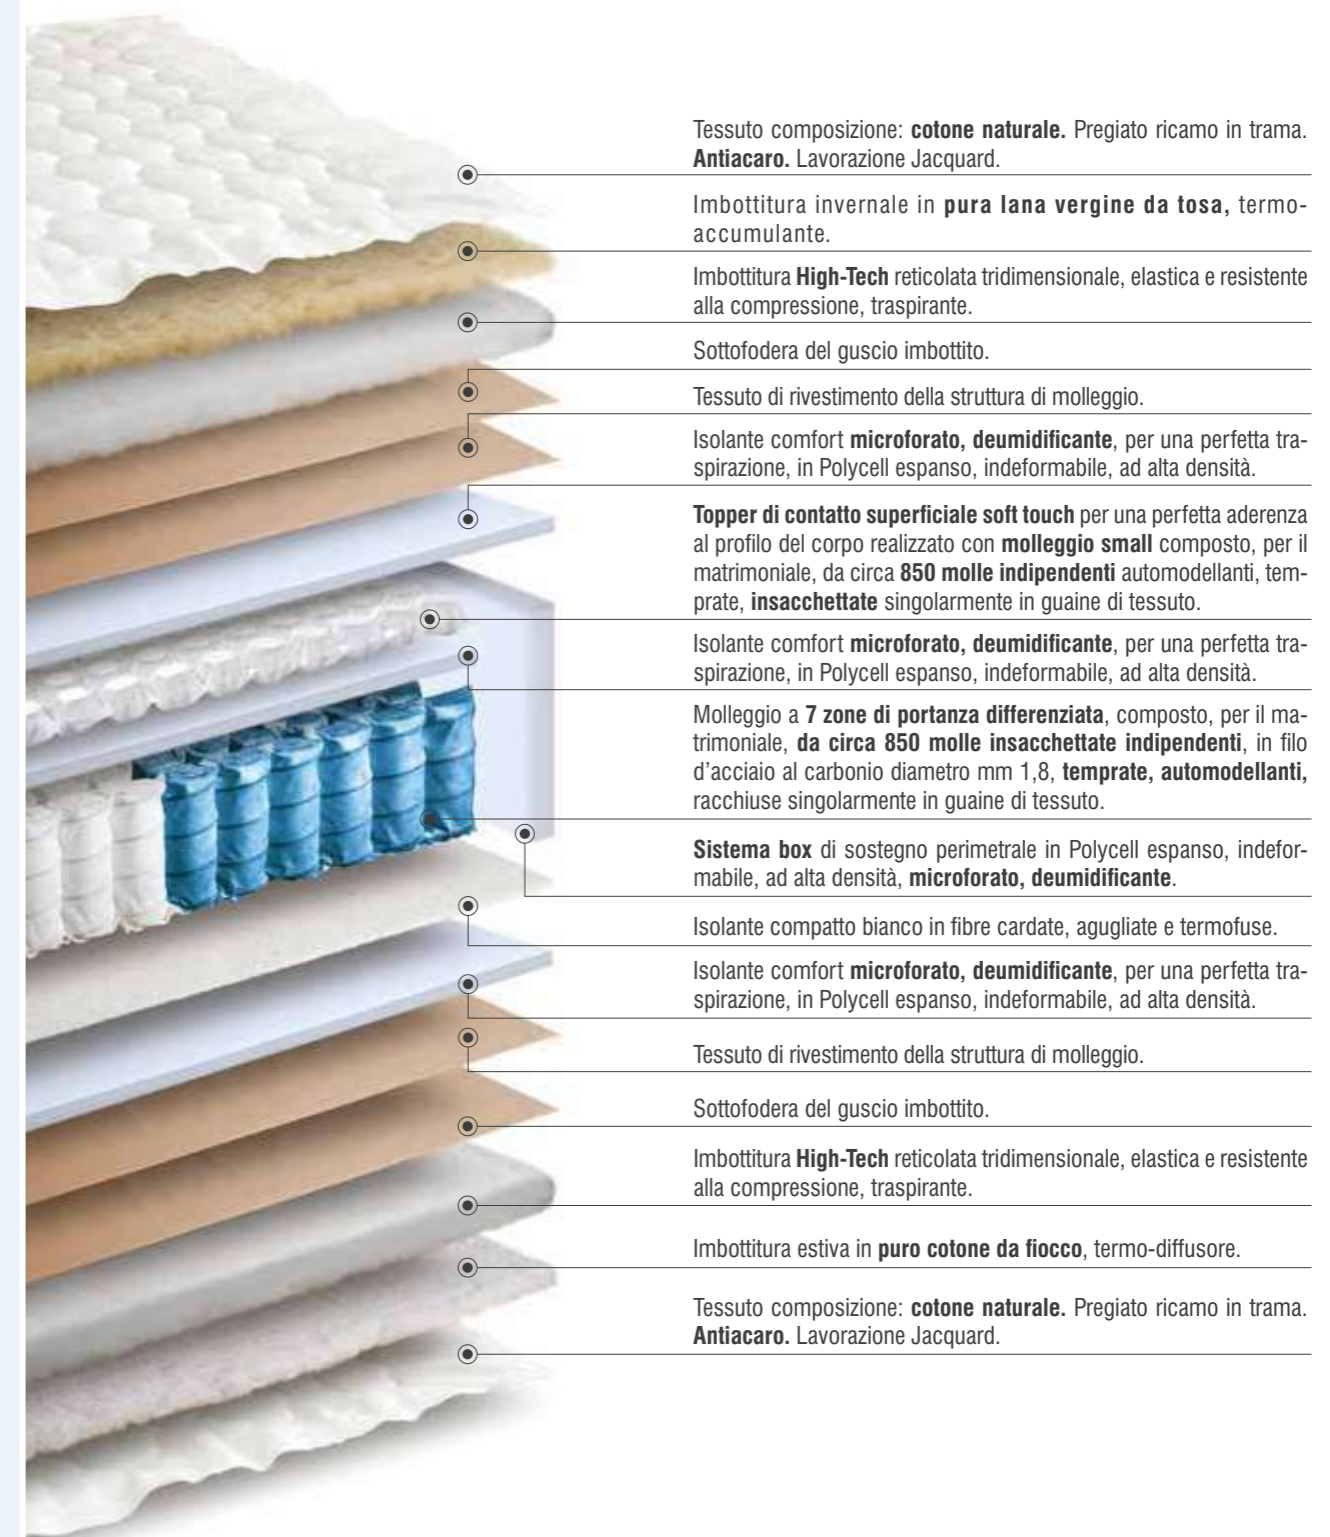 Tessuto composizione: cotone naturale. Pregiato ricamo in trama.
Antiacaro. Lavorazione Jacquard.
Imbottitura invernale in pura lana vergine da tosa, termo-
accumulante.
Imbottitura High-Tech reticolata tridimensionale, elastica e resistente
alla compressione, traspirante.
Sottofodera del guscio imbottito.
Tessuto di rivestimento della struttura di molleggio.
Isolante comfort microforato, deumidificante, per una perfetta tra-
spirazione, in Polycell espanso, indeformabile, ad alta densità.
Topper di contatto superficiale soft touch per una perfetta aderenza
al profilo del corpo realizzato con molleggio small composto, per il
matrimoniale, da circa 850 molle indipendenti automodellanti, tem-
prate, insacchettate singolarmente in guaine di tessuto.
Isolante comfort microforato, deumidificante, per una perfetta tra-
spirazione, in Polycell espanso, indeformabile, ad alta densità.
Molleggio a 7 zone di portanza differenziata, composto, per il ma-
trimoniale, da circa 850 molle insacchettate indipendenti, in filo
d’acciaio al carbonio diametro mm 1,8, temprate, automodellanti,
racchiuse singolarmente in guaine di tessuto.
Sistema box di sostegno perimetrale in Polycell espanso, indefor-
mabile, ad alta densità, microforato, deumidificante.
Isolante compatto bianco in fibre cardate, agugliate e termofuse.
Isolante comfort microforato, deumidificante, per una perfetta tra-
spirazione, in Polycell espanso, indeformabile, ad alta densità.
Tessuto di rivestimento della struttura di molleggio.
Sottofodera del guscio imbottito.
Imbottitura High-Tech reticolata tridimensionale, elastica e resistente
alla compressione, traspirante.
Imbottitura estiva in puro cotone da fiocco, termo-diffusore.
Tessuto composizione: cotone naturale. Pregiato ricamo in trama.
Antiacaro. Lavorazione Jacquard.